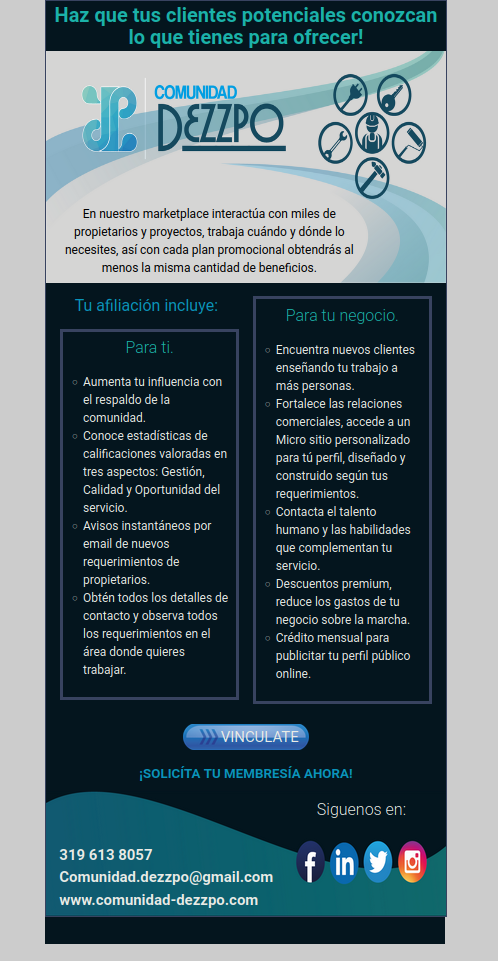 Haz que tus clientes potenciales conozcan
lo que tienes para ofrecer!
COMUNIDAD
DEZZPO
En nuestro marketplace interactúa con miles de
propietarios y proyectos, trabaja cuándo y dónde lo
necesites, así con cada plan promocional obtendrás al
menos la misma cantidad de beneficios.
Tu afiliación incluye:
Para ti.
Aumenta tu influencia con
el respaldo de la
comunidad.
Conoce estadísticas de
calificaciones valoradas en
tres aspectos: Gestión,
Calidad y Oportunidad del
servicio.
Avisos instantáneos por
email de nuevos
requerimientos de
propietarios.
Obtén todos los detalles de
contacto y observa todos
los requerimientos en el
área donde quieres
trabajar.
Para tu negocio.
Encuentra nuevos clientes
enseñando tu trabajo a
más personas.
Fortalece las relaciones
comerciales, accede a un
Micro sitio personalizado
para tú perfil, diseñado y
construido según tus
requerimientos.
Contacta el talento
humano y las habilidades
que complementan tu
servicio.
Descuentos premium,
reduce los gastos de tu
negocio sobre la marcha.
Crédito mensual para
publicitar tu perfil público
online.
VINCULATE
¡SOLICÍTA TU MEMBRESÍA AHORA!
Siguenos en:
319 613 8057
Comunidad.dezzpo@gmail.com
www.comunidad-dezzpo.com